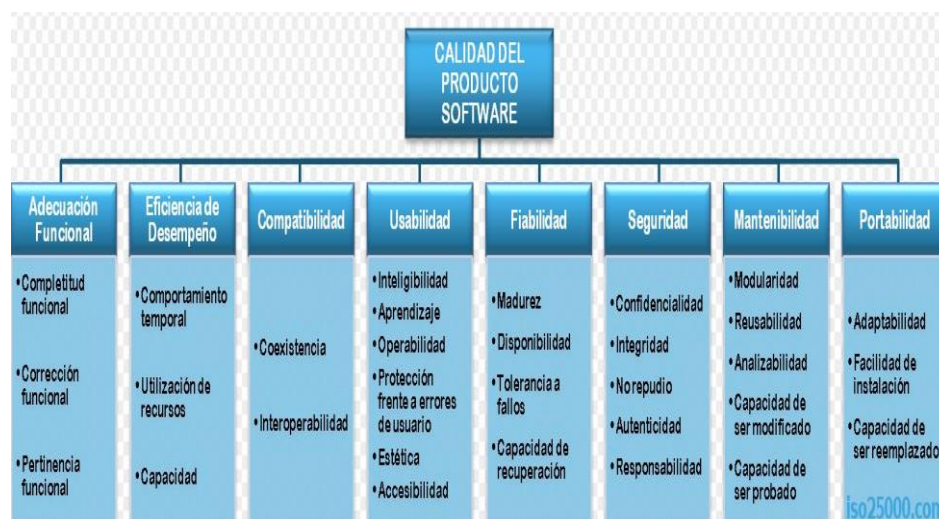 CALIDAD DEL
PRODUCTO
SOFTWARE
Adecuación
Funcional
•Completitud
funcional
•Corrección
funcional
•Pertinencia
funcional
Eficiencia de
Desempeño
•Comportamiento
temporal
•Utilización de
recursos
•Capacidad
Compatibilidad
•Coexistencia
•Interoperabilidad
Usabilidad
•Inteligibilidad
•Aprendizaje
•Operabilidad
•Protección
frente a errores
de usuario
•Estética
•Accesibilidad
Fiabilidad
•Madurez
•Disponibilidad
•Tolerancia a
fallos
•Capacidad de
recuperación
Seguridad
•Confidencialidad
•Integridad
•No repudio
•Autenticidad
•Responsabilidad
Mantenibilidad
•Modularidad
•Reusabilidad
•Analizabilidad
•Capacidad de
ser modificado
•Capacidad de
ser probado
Portabilidad
•Adaptabilidad
•Facilidad de
instalación
•Capacidad de
ser reemplazado
iso25000.com